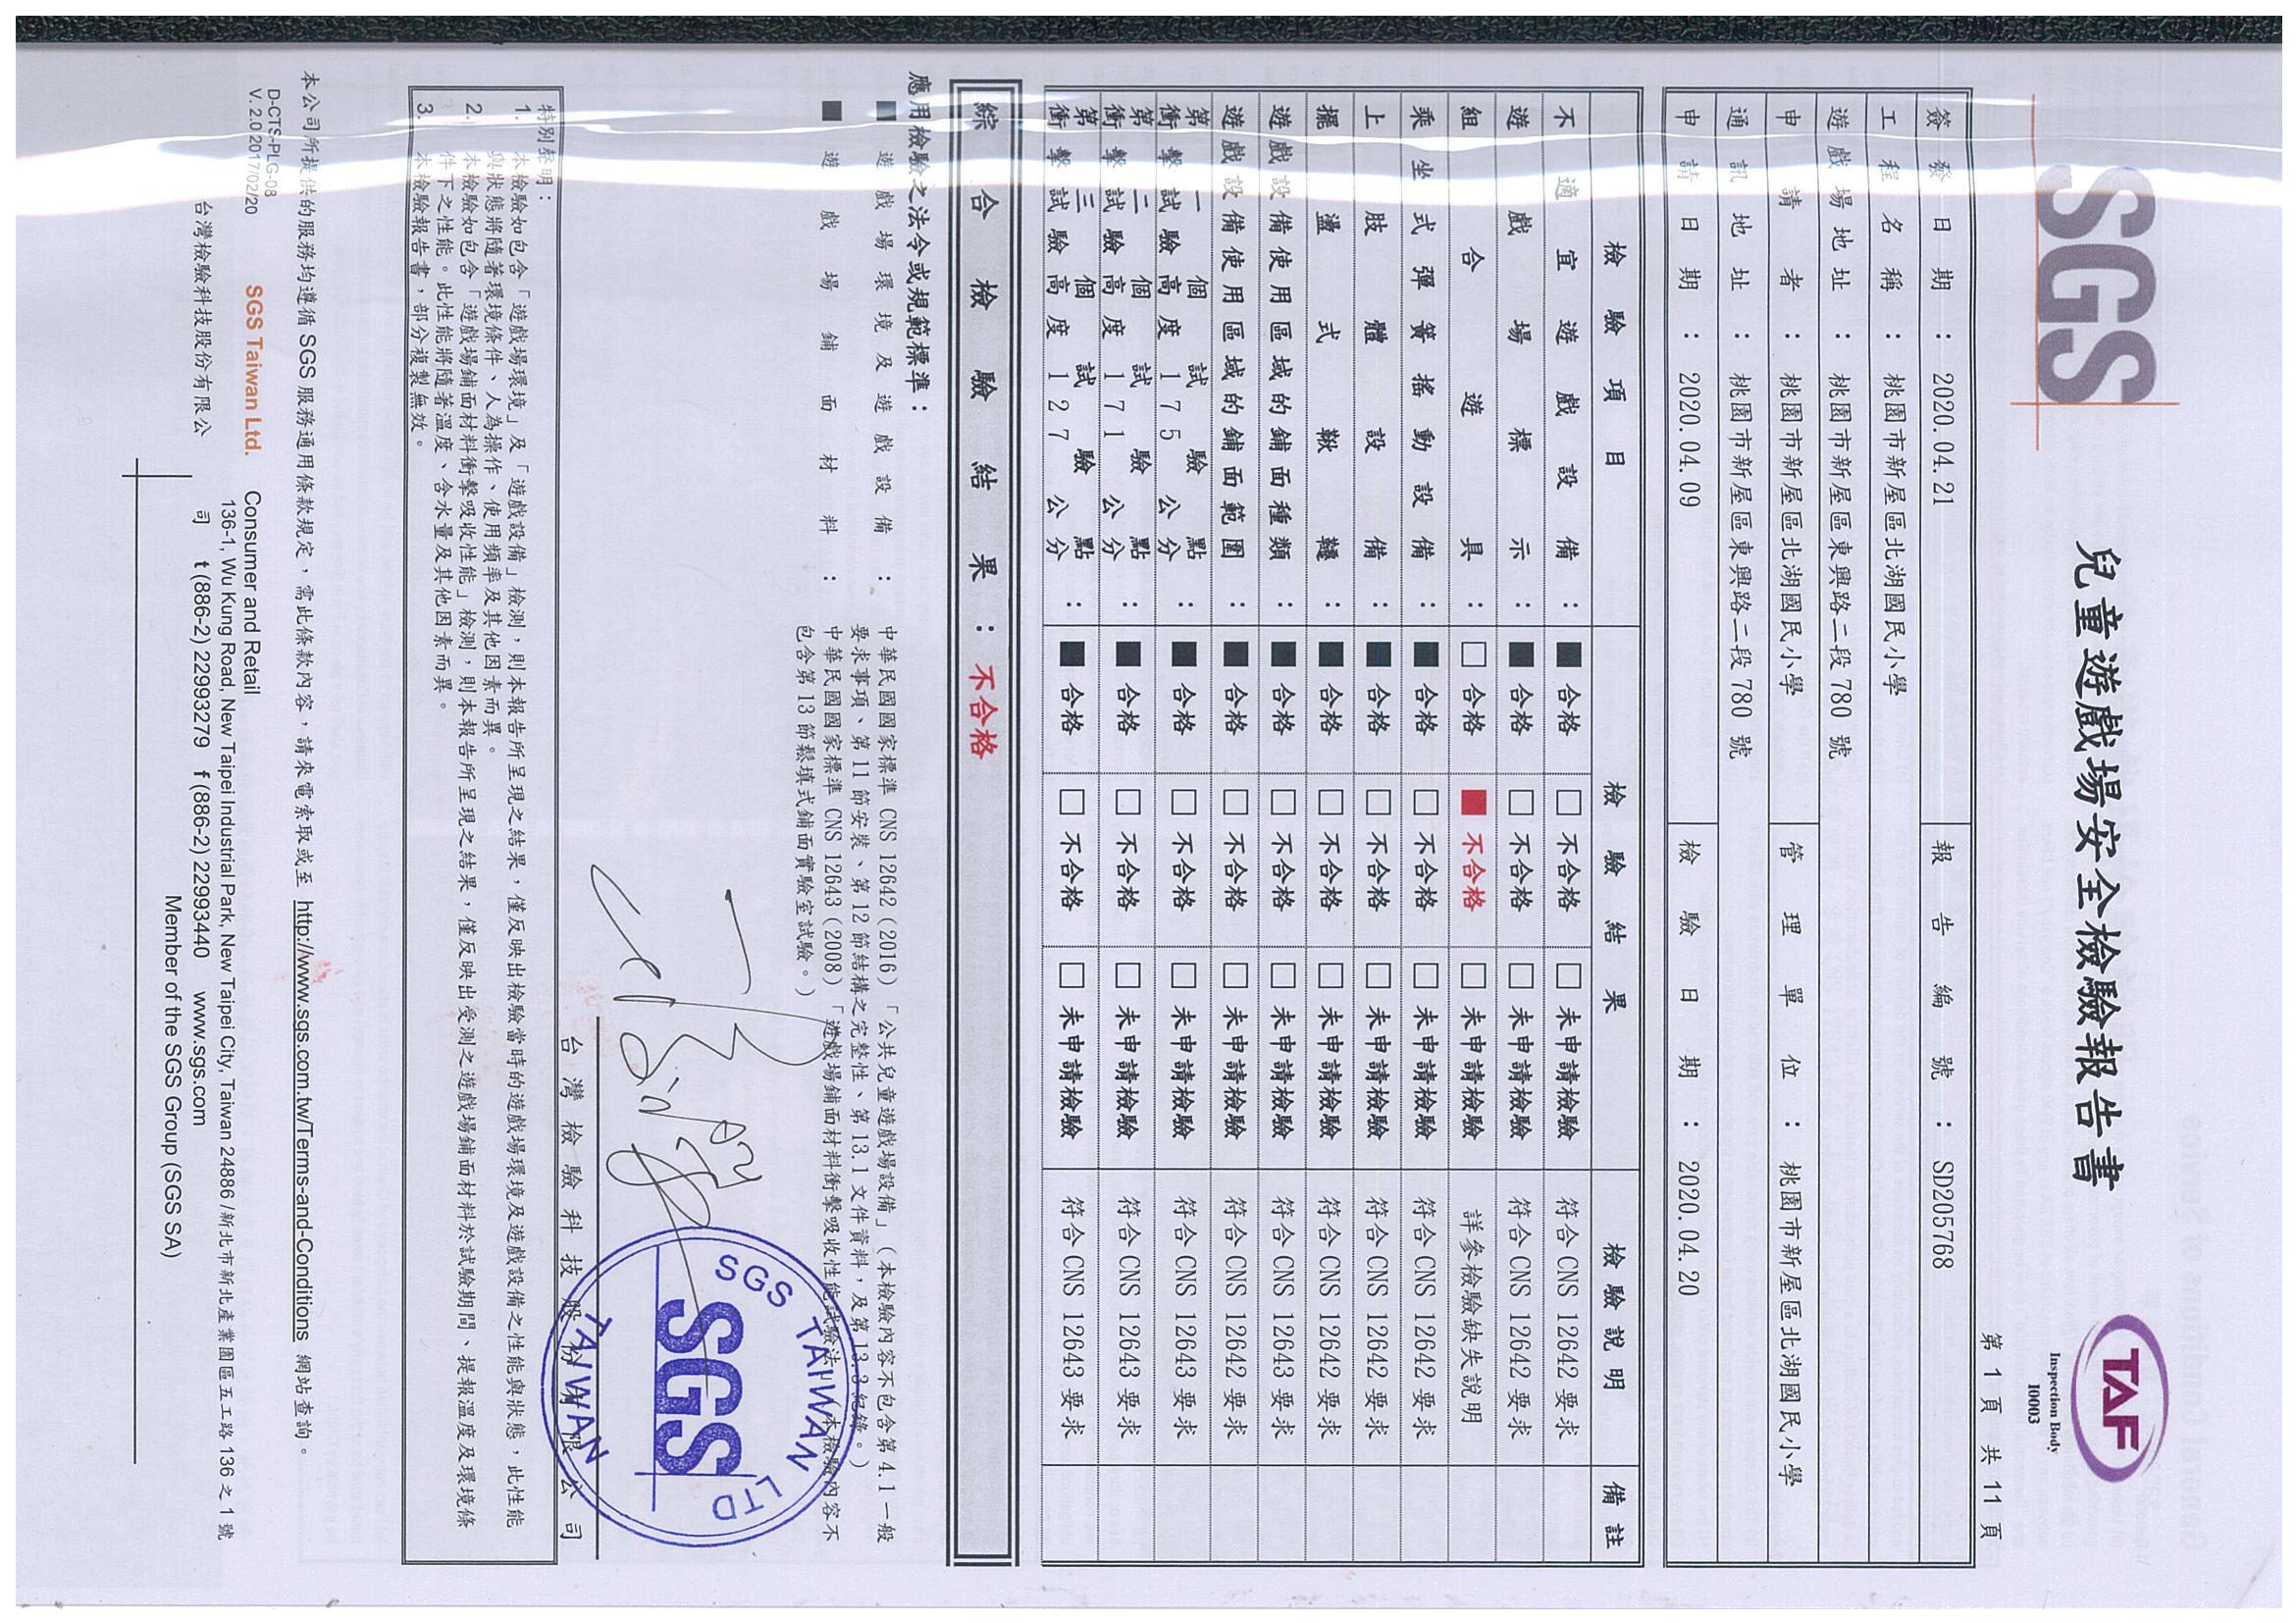 SGS
兒童遊戲場安全檢驗報告書
TAF
Inspection Body
I0003
第 1 頁 共 11 頁
簽發日期：2020.04.21 報告編號：SD205768
工程名稱：桃園市新屋區北湖國民小學
遊戲場地址：桃園市新屋區東興路二段 780 號
申請者：桃園市新屋區北湖國民小學 管理單位：桃園市新屋區北湖國民小學
通訊地址：桃園市新屋區東興路二段 780 號
申請日期：2020.04.09 檢驗日期：2020.04.20
檢驗項目 檢驗結果 檢驗說明 備註
不適宜遊戲設備：■ 合格 □ 不合格 □ 未申請檢驗 符合 CNS 12642 要求
遊戲場標示：■ 合格 □ 不合格 □ 未申請檢驗 符合 CNS 12642 要求
組合遊具：□ 合格 ■ 不合格 □ 未申請檢驗 詳參檢驗缺失說明
乘坐式彈簧搖動設備：■ 合格 □ 不合格 □ 未申請檢驗 符合 CNS 12642 要求
上肢體設備：■ 合格 □ 不合格 □ 未申請檢驗 符合 CNS 12642 要求
擺盪式鞦韆：■ 合格 □ 不合格 □ 未申請檢驗 符合 CNS 12642 要求
遊戲設備使用區域的鋪面種類：■ 合格 □ 不合格 □ 未申請檢驗 符合 CNS 12643 要求
遊戲設備使用區域的鋪面範圍：■ 合格 □ 不合格 □ 未申請檢驗 符合 CNS 12642 要求
第一個試驗點
衝擊試驗高度 175 公分：■ 合格 □ 不合格 □ 未申請檢驗 符合 CNS 12643 要求
第二個試驗點
衝擊試驗高度 171 公分：■ 合格 □ 不合格 □ 未申請檢驗 符合 CNS 12643 要求
第三個試驗點
衝擊試驗高度 127 公分：■ 合格 □ 不合格 □ 未申請檢驗 符合 CNS 12643 要求
綜合檢驗結果：不合格
應用檢驗之法令或規範標準：
■ 遊戲場環境及遊戲設備：中華民國國家標準 CNS 12642（2016）「公共兒童遊戲場設備」（本檢驗內容不包含第 4.1 一般
要求事項、第 11 節安裝、第 12 節結構之完整性、第 13.1 文件資料，及第 13.3 紀錄。）
■ 遊戲場鋪面材料：中華民國國家標準 CNS 12643（2008）「遊戲場鋪面材料衝擊吸收性能試驗法」（本檢驗內容不
包含第 13 節鬆填式鋪面實驗室試驗。）
SGS TAIWAN LTD
SGS
TAIWAN
台灣檢驗科技股份有限公司
特別聲明：
1. 本檢驗如包含「遊戲場環境」及「遊戲設備」檢測，則本報告所呈現之結果，僅反映出檢驗當時的遊戲場環境及遊戲設備之性能與狀態，此性能
與狀態將隨著環境條件、人為操作、使用頻率及其他因素而異。
2. 本檢驗如包含「遊戲場鋪面材料衝擊吸收性能」檢測，則本報告所呈現之結果，僅反映出受測之遊戲場鋪面材料於試驗期間、提報溫度及環境條
件下之性能。此性能將隨著溫度、含水量及其他因素而異。
3. 本檢驗報告書，部分複製無效。
本公司所提供的服務均遵循 SGS 服務通用條款規定，需此條款內容，請來電索取或至 http://www.sgs.com.tw/Terms-and-Conditions 網站查詢。
D-CTS-PLG-08
V. 2.0 2017/02/20
SGS Taiwan Ltd. Consumer and Retail
136-1, Wu Kung Road, New Taipei Industrial Park, New Taipei City, Taiwan 24886 /新北市新北產業園區五工路 136 之 1 號
台灣檢驗科技股份有限公司 t (886-2) 22993279 f (886-2) 22993440 www.sgs.com
Member of the SGS Group (SGS SA)